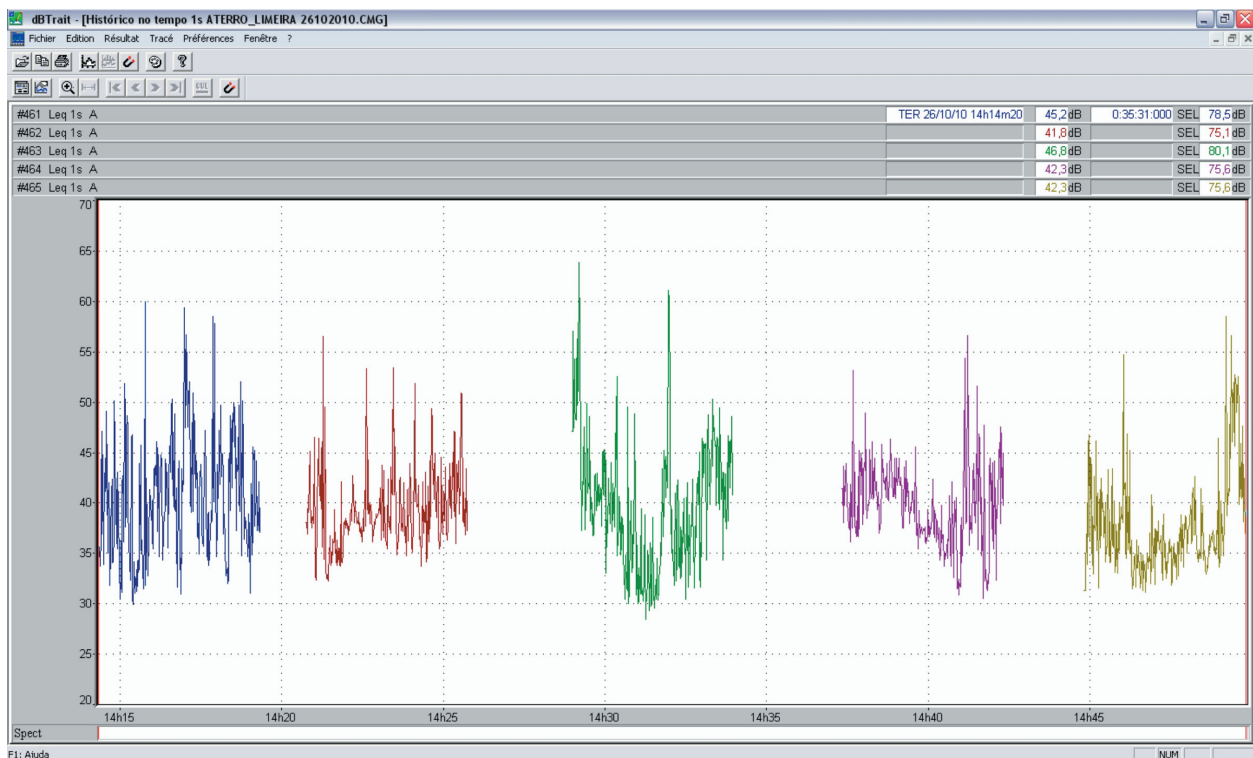 dBTrait - [Histórico no tempo 1s ATERRO_LIMEIRA 26102010.CMG]
Fichier Edition Résultat Tracé Préférences Fenêtre ?
#461 Leq 1s A TER 26/10/10 14h14m20 45,2dB 0:35:31:000 SEL 78,5dB
#462 Leq 1s A 41,8dB SEL 75,1dB
#463 Leq 1s A 46,8dB SEL 80,1dB
#464 Leq 1s A 42,3dB SEL 75,6dB
#465 Leq 1s A 42,3dB SEL 75,6dB
70
65
60
55
50
45
40
35
30
25
20
14h15 14h20 14h25 14h30 14h35 14h40 14h45
Spect
F1: Ajuda NUM